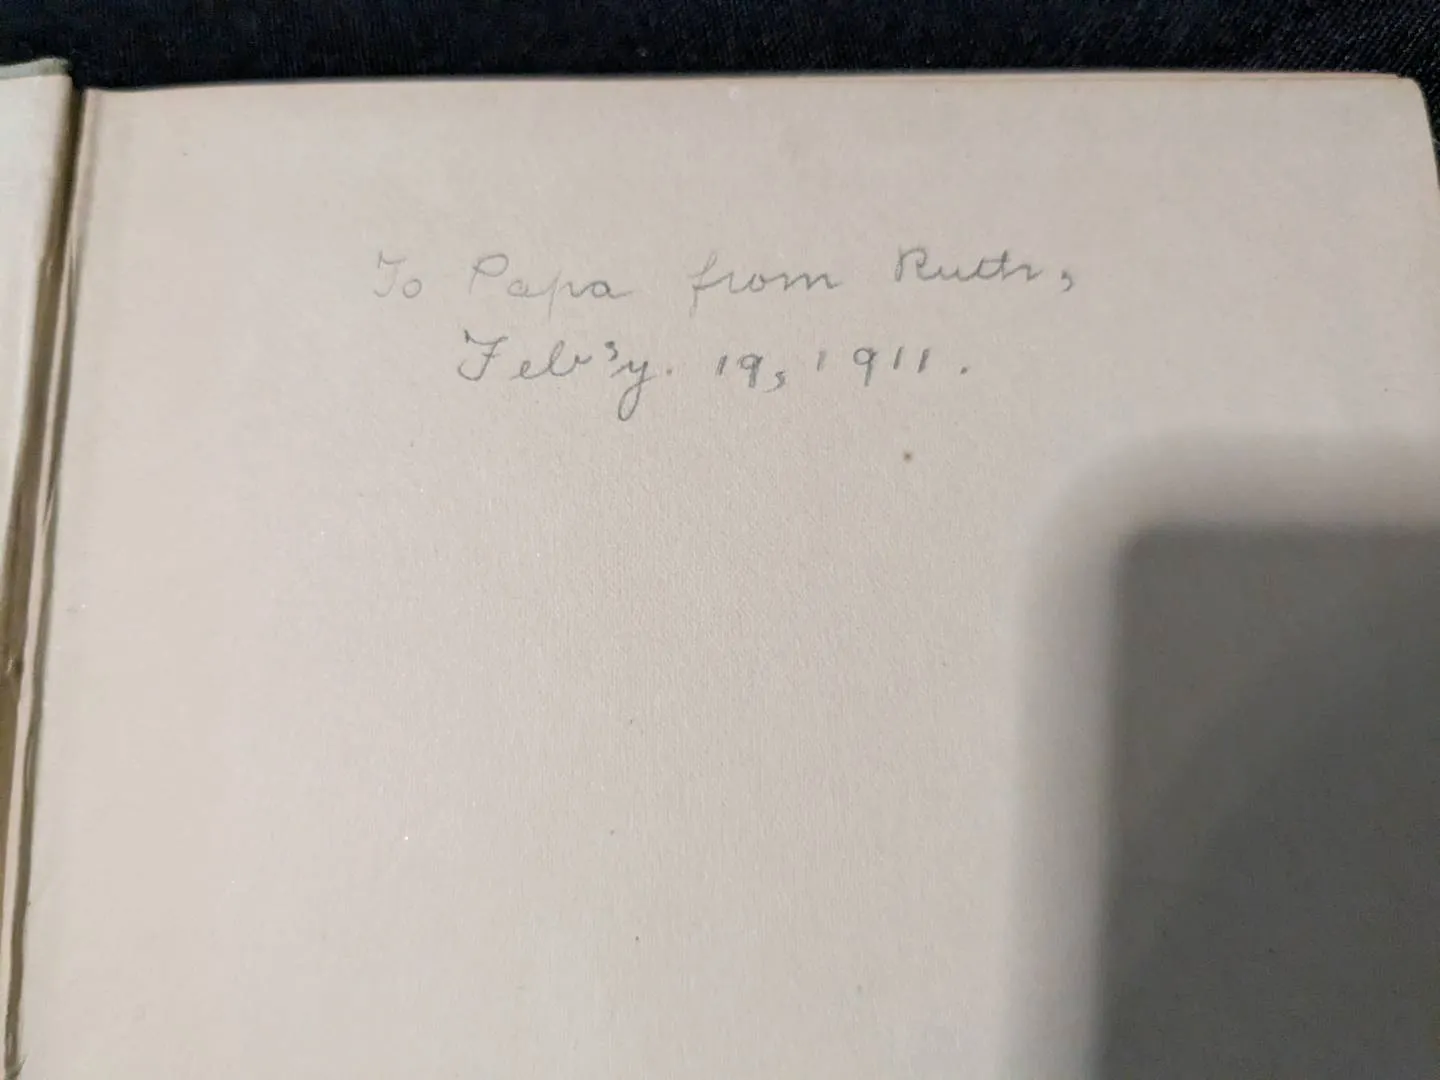 To Papa from Ruth,
Feb'y. 19, 1911.